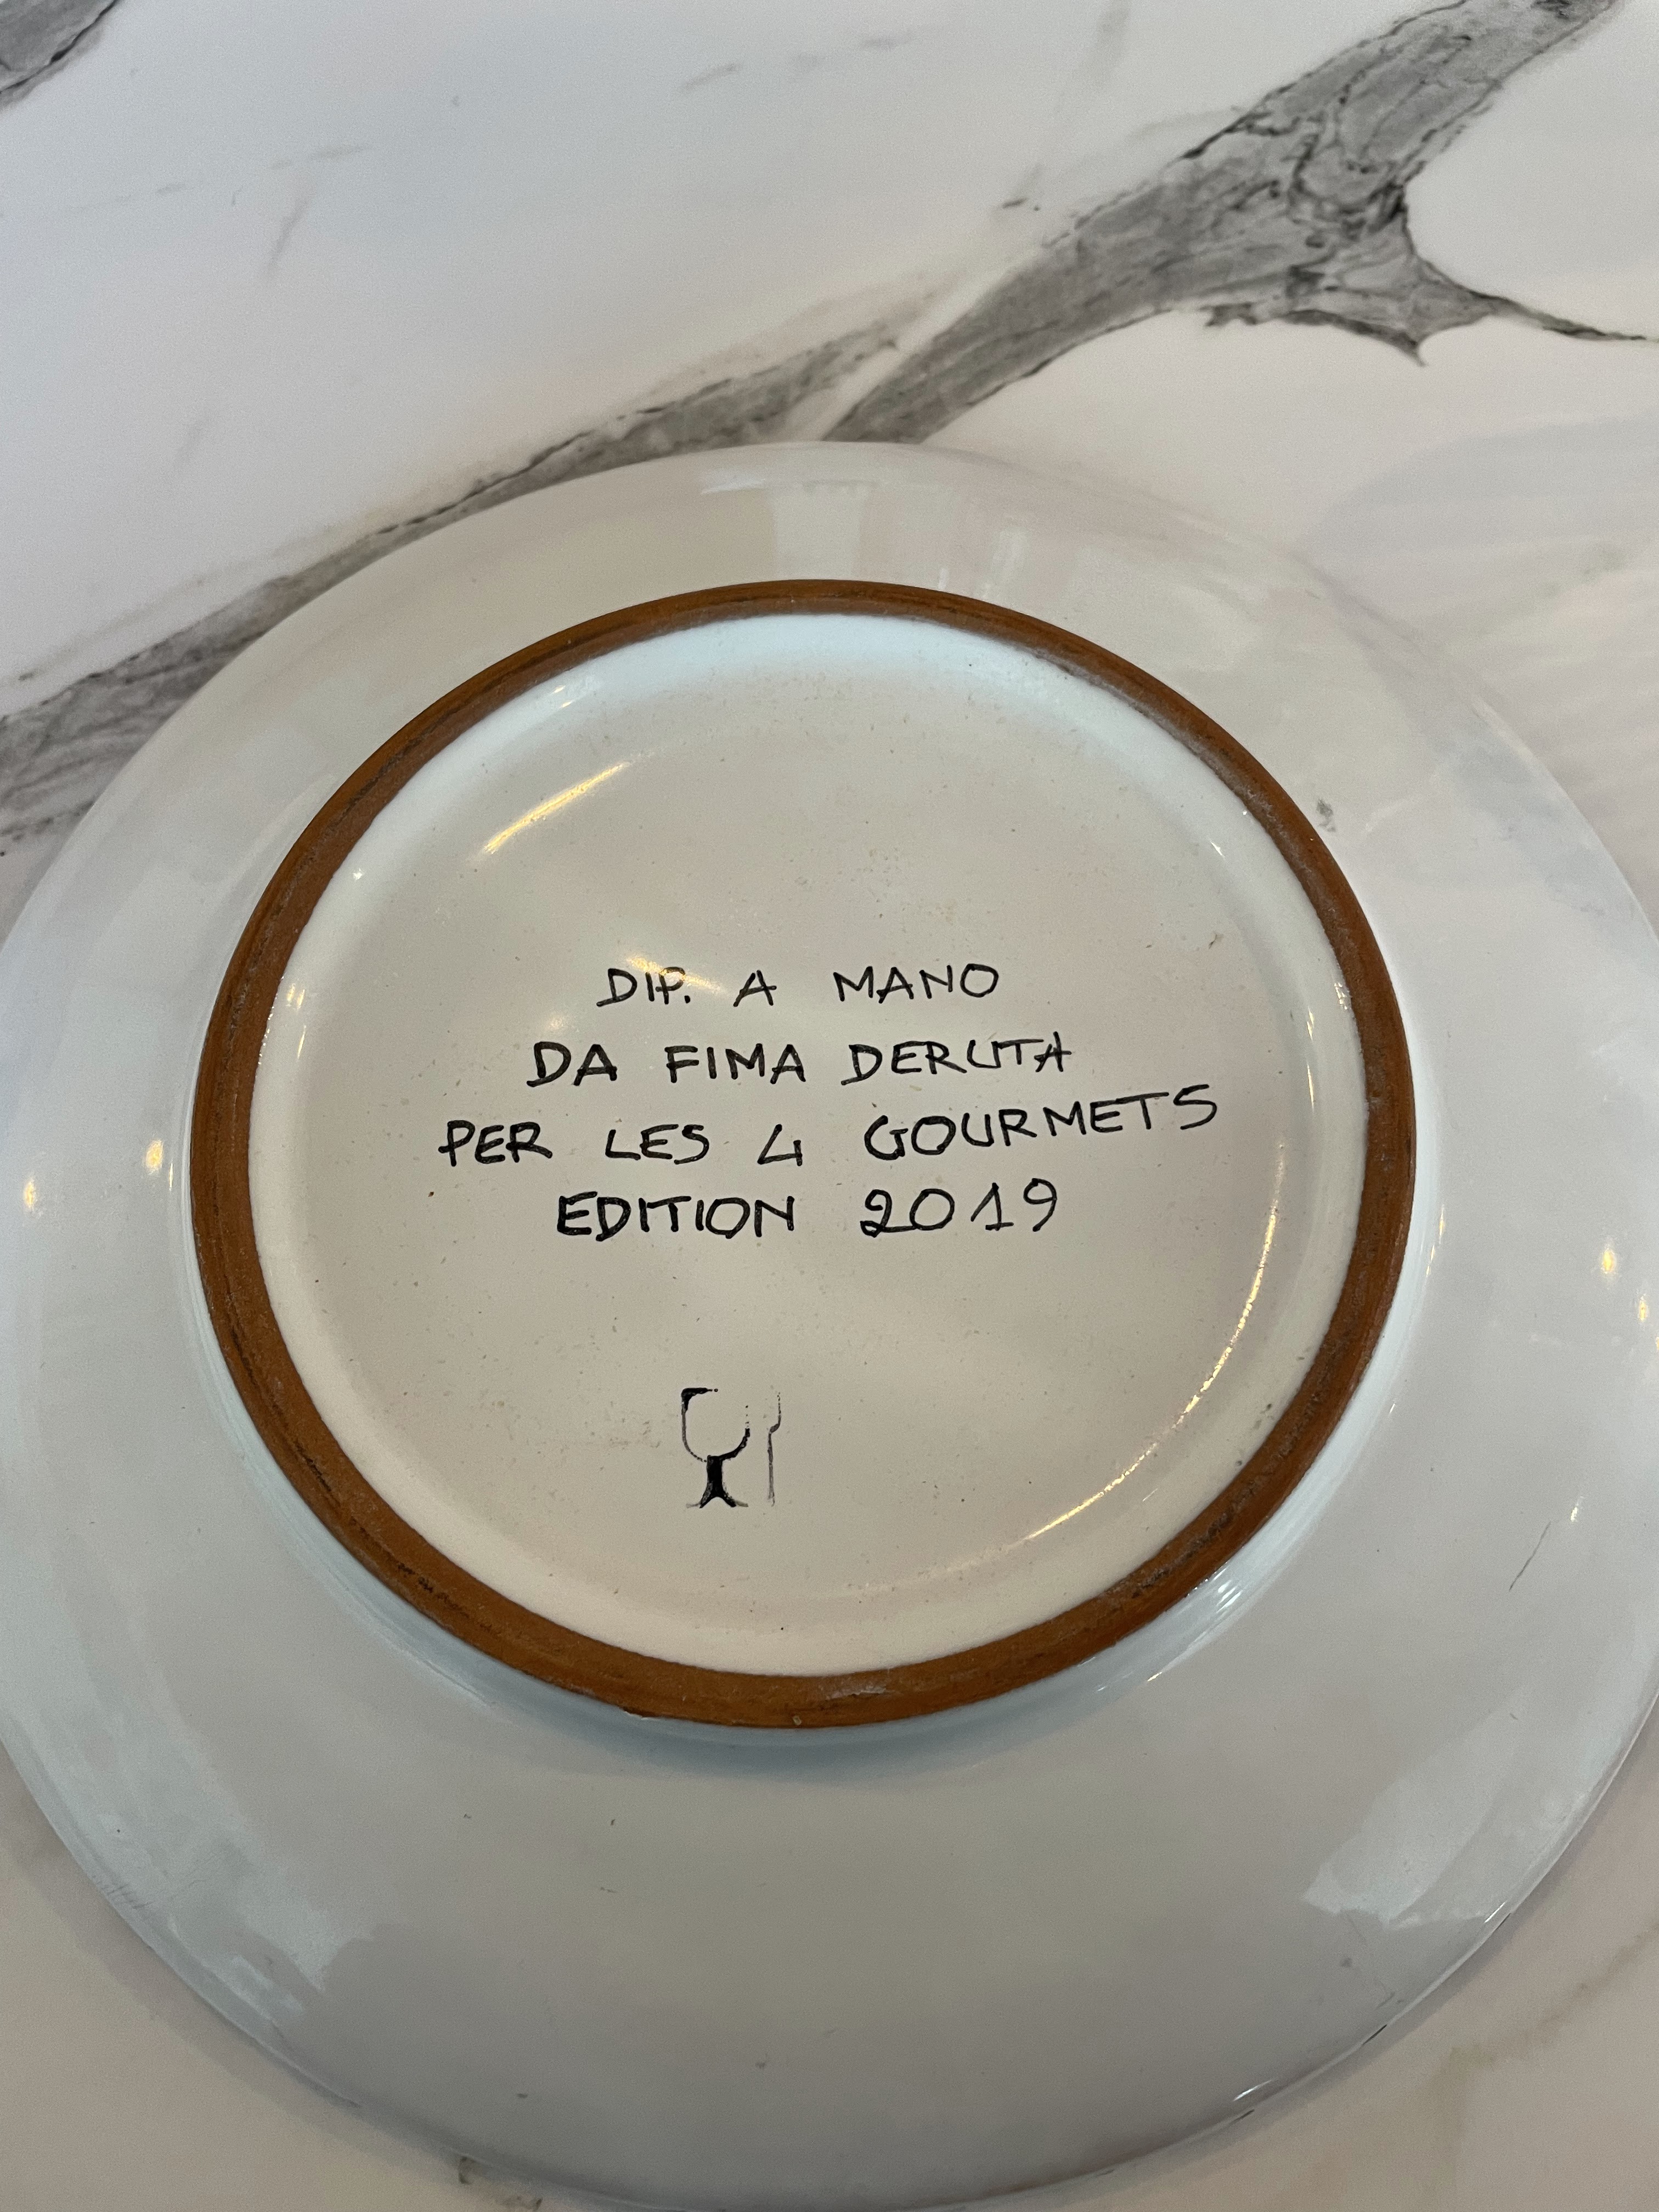 DIP. A MANO
DA FIMA DERUTA
PER LES 4 GOURMETS
EDITION 2019